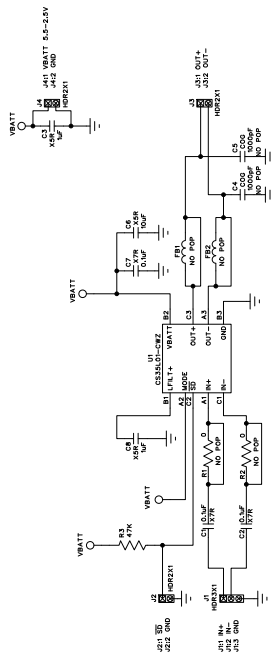 VBATT
J4
J4:1 VBATT 5.5-2.5V
J4:2 GND
HDR2X1
C3
X5R
1uF
VBATT
C6
X5R
10uF
C7
X7R
0.1uF
J3
J3:1 OUT+
J3:2 OUT-
HDR2X1
C5
COG
1000pF
NO POP
C4
COG
1000pF
NO POP
FB1
NO POP
FB2
NO POP
U1
CS35L01-CWZ
B1
LFILT+
A2
MODE
C2
SD
A1
IN+
C1
IN-
B2
VBATT
C3
OUT+
A3
OUT-
B3
GND
C8
X5R
1uF
VBATT
VBATT
R3
47K
R1
0
NO POP
R2
0
NO POP
C1
0.1uF
X7R
C2
0.1uF
X7R
J2
HDR2X1
J2:1 SD
J2:2 GND
J1
HDR3X1
J1:1 IN+
J1:2 IN-
J1:3 GND